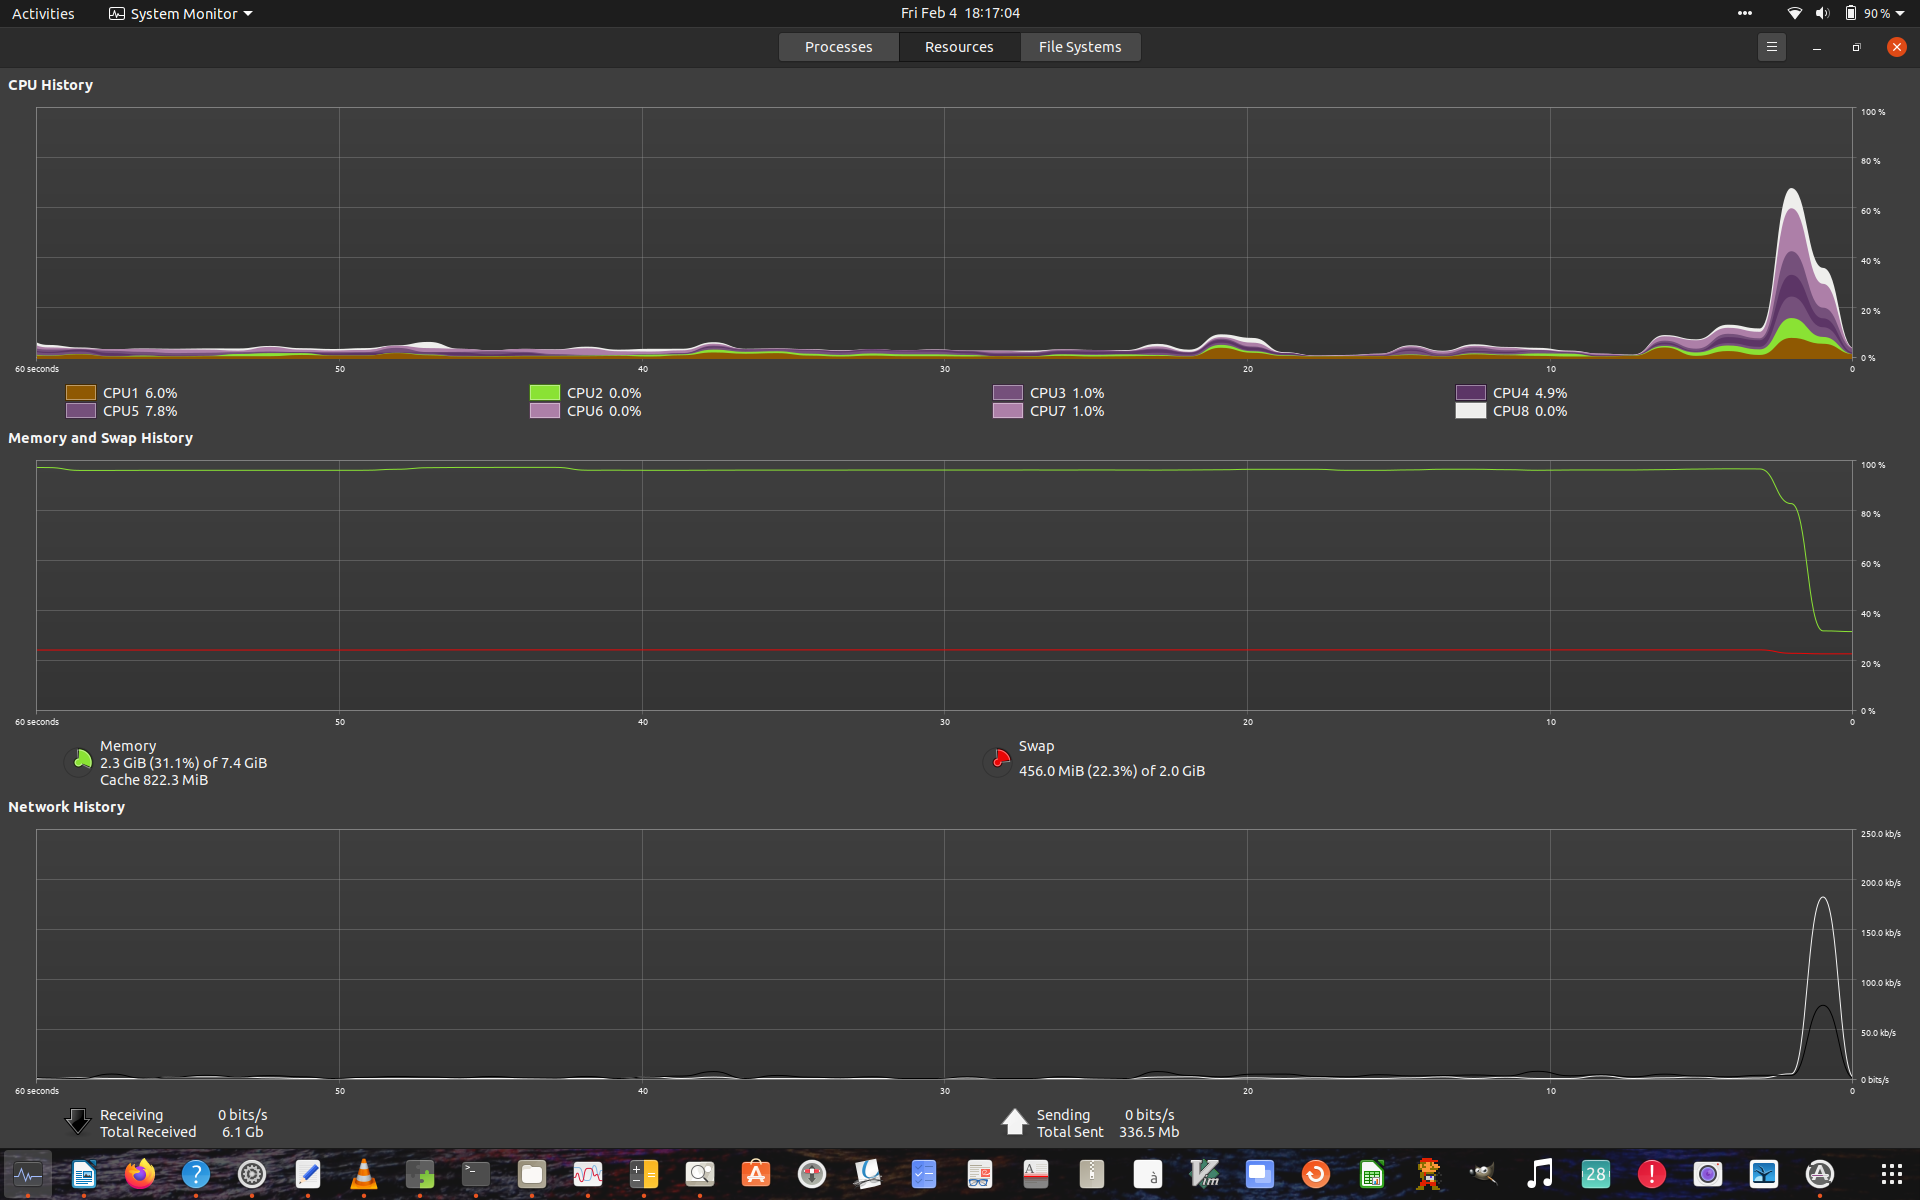 Activities System Monitor Fri Feb 4 18:17:04 90 %
Processes Resources File Systems
CPU History
100 %
80 %
60 %
40 %
20 %
0 %
60 seconds 50 40 30 20 10 0
CPU1 6.0% CPU2 0.0% CPU3 1.0% CPU4 4.9%
CPU5 7.8% CPU6 0.0% CPU7 1.0% CPU8 0.0%
Memory and Swap History
100 %
80 %
60 %
40 %
20 %
0 %
60 seconds 50 40 30 20 10 0
Memory
2.3 GiB (31.1%) of 7.4 GiB
Cache 822.3 MiB
Swap
456.0 MiB (22.3%) of 2.0 GiB
Network History
250.0 kb/s
200.0 kb/s
150.0 kb/s
100.0 kb/s
50.0 kb/s
0 bits/s
60 seconds 50 40 30 20 10 0
Receiving 0 bits/s
Total Received 6.1 Gb
Sending 0 bits/s
Total Sent 336.5 Mb
? >_ A à Vim 28 !